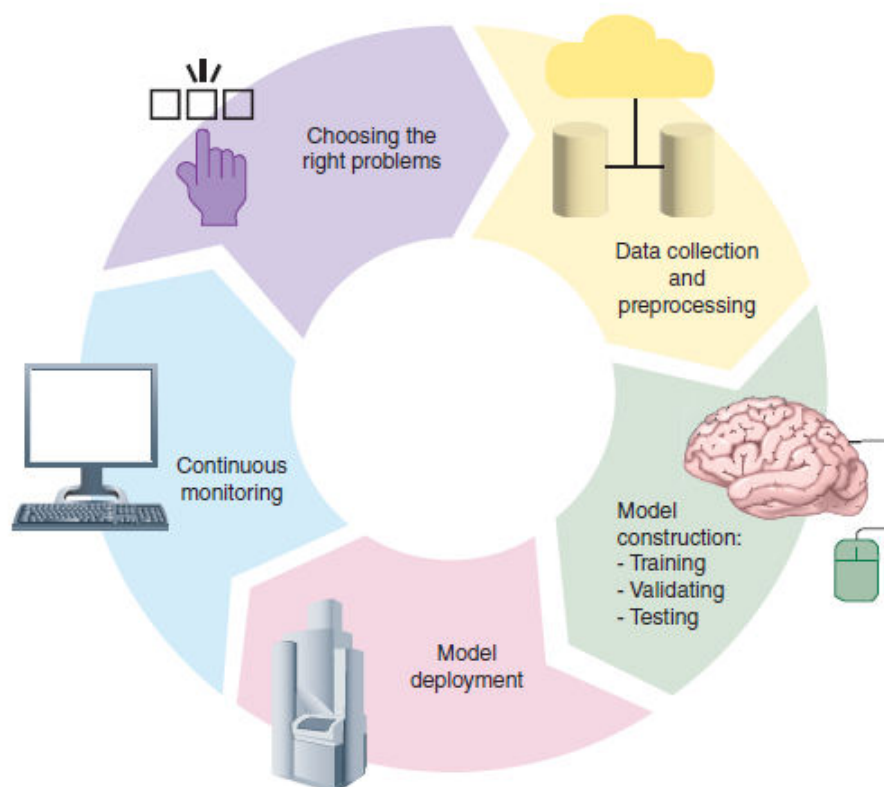 Choosing the
right problems
Data collection
and
preprocessing
Model
construction:
- Training
- Validating
- Testing
Model
deployment
Continuous
monitoring